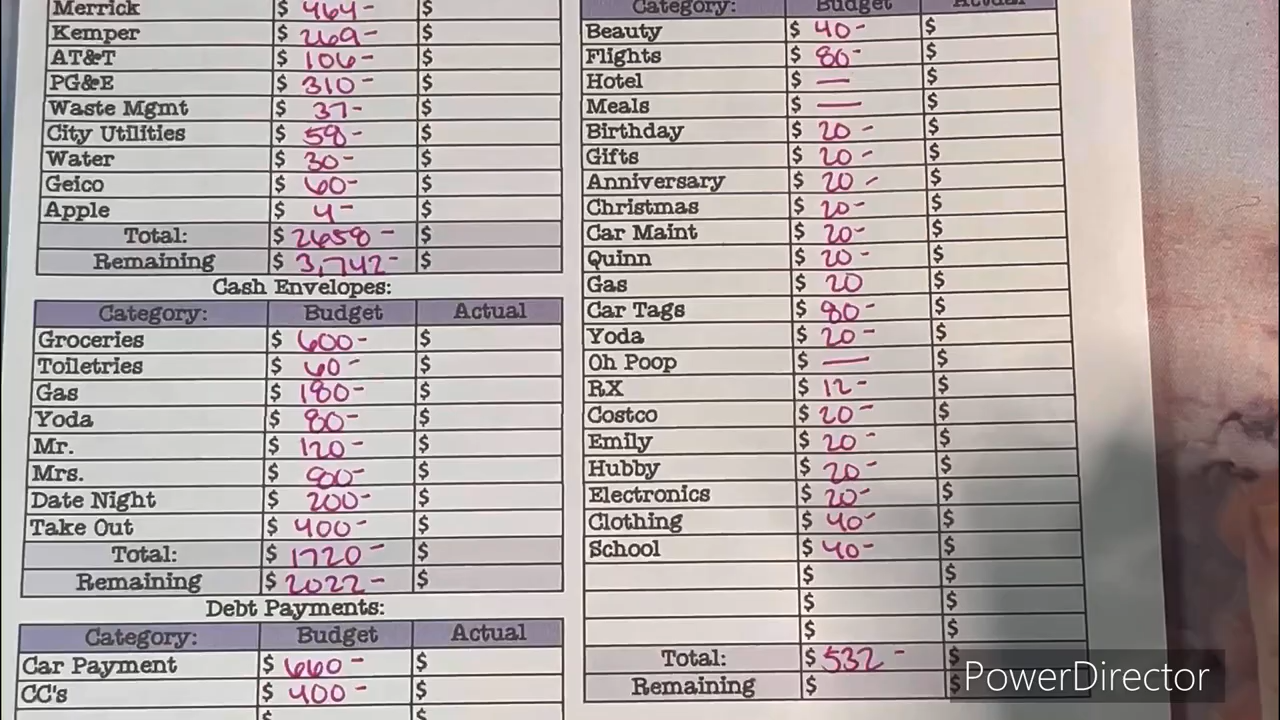 Merrick $ 464- $
Kemper $ 269- $
AT&T $ 106- $
PG&E $ 310- $
Waste Mgmt $ 37- $
City Utilities $ 58- $
Water $ 30- $
Geico $ 60- $
Apple $ 4- $
Total: $ 2658- $
Remaining $ 3,742- $
Cash Envelopes:
Category: Budget Actual
Groceries $ 600- $
Toiletries $ 60- $
Gas $ 180- $
Yoda $ 80- $
Mr. $ 120- $
Mrs. $ 80- $
Date Night $ 200- $
Take Out $ 400- $
Total: $ 1720- $
Remaining $ 2022- $
Debt Payments:
Category: Budget Actual
Car Payment $ 660- $
CC's $ 400- $
$ $
Category: Budget Actual
Beauty $ 40- $
Flights $ 80- $
Hotel $ — $
Meals $ — $
Birthday $ 20- $
Gifts $ 20- $
Anniversary $ 20- $
Christmas $ 20- $
Car Maint $ 20- $
Quinn $ 20- $
Gas $ 20 $
Car Tags $ 80- $
Yoda $ 20- $
Oh Poop $ — $
RX $ 12- $
Costco $ 20- $
Emily $ 20- $
Hubby $ 20- $
Electronics $ 20- $
Clothing $ 40- $
School $ 40- $
$ $
$ $
$ $
Total: $ 532- $
Remaining $ $
PowerDirector